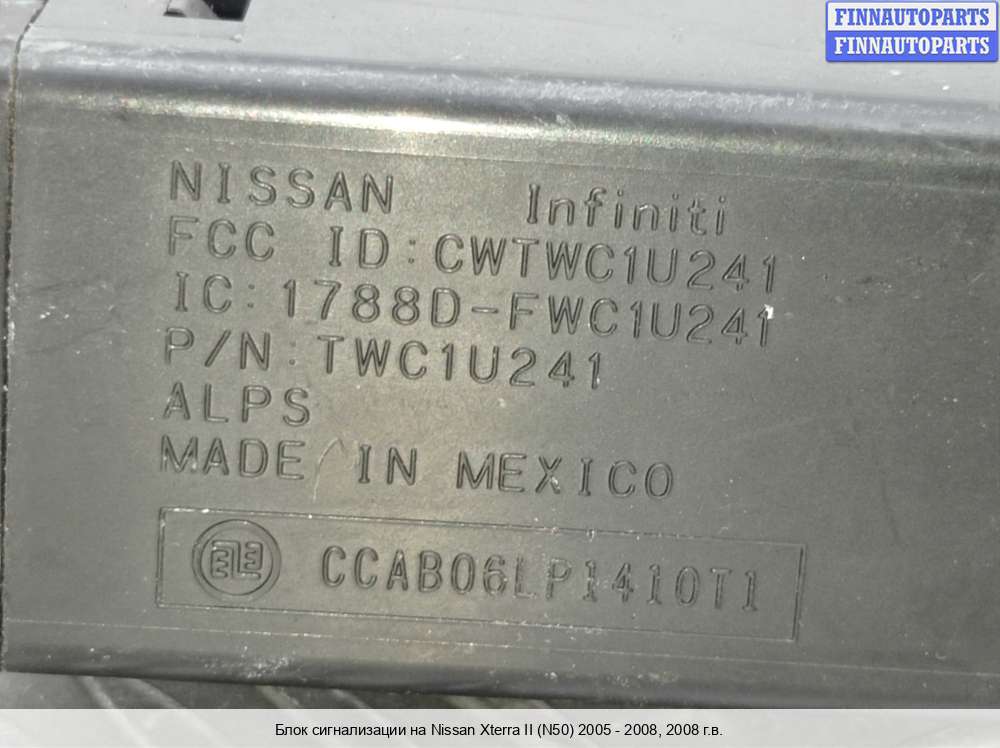 FINNAUTOPARTS
FINNAUTOPARTS
NISSAN Infiniti
FCC ID: CWTWC1U241
IC: 1788D-FWC1U241
P/N: TWC1U241
ALPS
MADE IN MEXICO
CCAB06LP1410T1
Блок сигнализации на Nissan Xterra II (N50) 2005 - 2008, 2008 г.в.